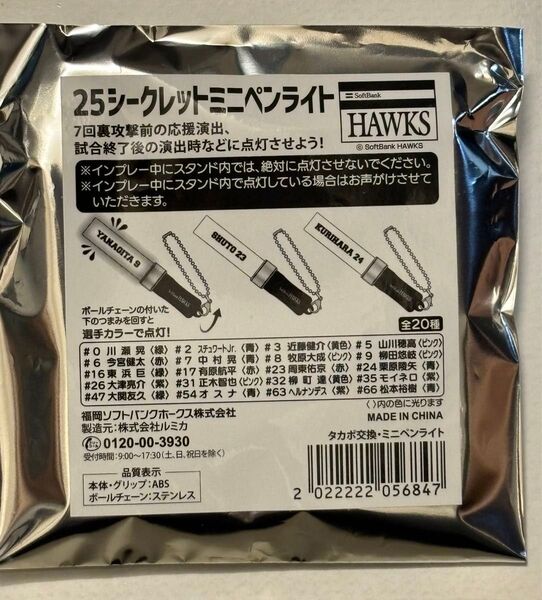 25シークレットミニペンライト
SoftBank
HAWKS
© SoftBank HAWKS
7回裏攻撃前の応援演出、
試合終了後の演出時などに点灯させよう!
※インプレー中にスタンド内では、絶対に点灯させないでください。
※インプレー中にスタンド内で点灯している場合はお声がけさせて
いただきます。
YANAGITA 9
SHUTO 23
KURIHARA 24
ボールチェーンの付いた
下のつまみを回すと
選手カラーで点灯!
全20種
#0 川瀬晃〈緑〉 #2 スチュワートJr.〈青〉 #3 近藤健介〈黄色〉 #5 山川穂高〈ピンク〉
#6 今宮健太〈赤〉 #7 中村晃〈青〉 #8 牧原大成〈ピンク〉 #9 柳田悠岐〈ピンク〉
#16 東浜巨〈緑〉 #17 有原航平〈赤〉 #23 周東佑京〈赤〉 #24 栗原陵矢〈青〉
#26 大津亮介〈紫〉 #31 正木智也〈ピンク〉 #32 柳町達〈黄色〉 #35 モイネロ〈紫〉
#47 大関友久〈緑〉 #54 オスナ〈青〉 #63 ヘルナンデス〈紫〉 #66 松本裕樹〈青〉
〈 〉内の色に光ります
福岡ソフトバンクホークス株式会社
製造元:株式会社ルミカ
0120-00-3930
受付時間:9:00〜17:30(土、日、祝日を除く)
MADE IN CHINA
タカポ交換・ミニペンライト
品質表示
本体・グリップ:ABS
ボールチェーン:ステンレス
2 022222 056847